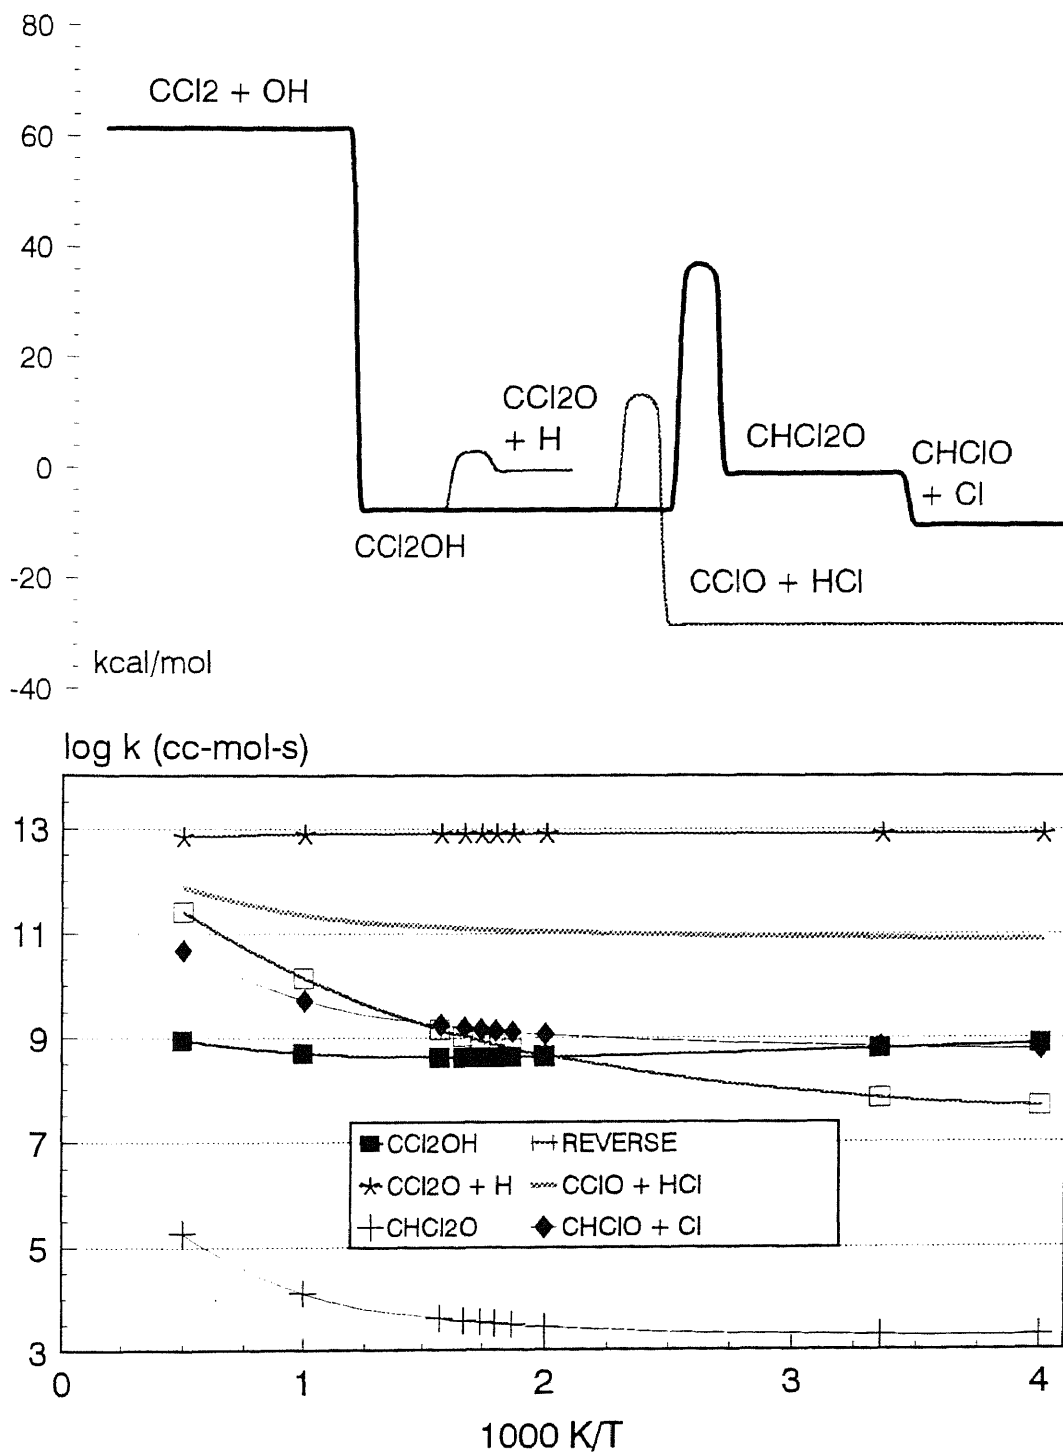 80
CCl2 + OH
60
40
20
CCl2O
+ H
CHCl2O
CHClO
+ Cl
0
CCl2OH
-20
CClO + HCl
kcal/mol
-40
log k (cc-mol-s)
13
11
9
7
CCl2OH REVERSE
CCl2O + H CClO + HCl
CHCl2O CHClO + Cl
5
3
0 1 2 3 4
1000 K/T